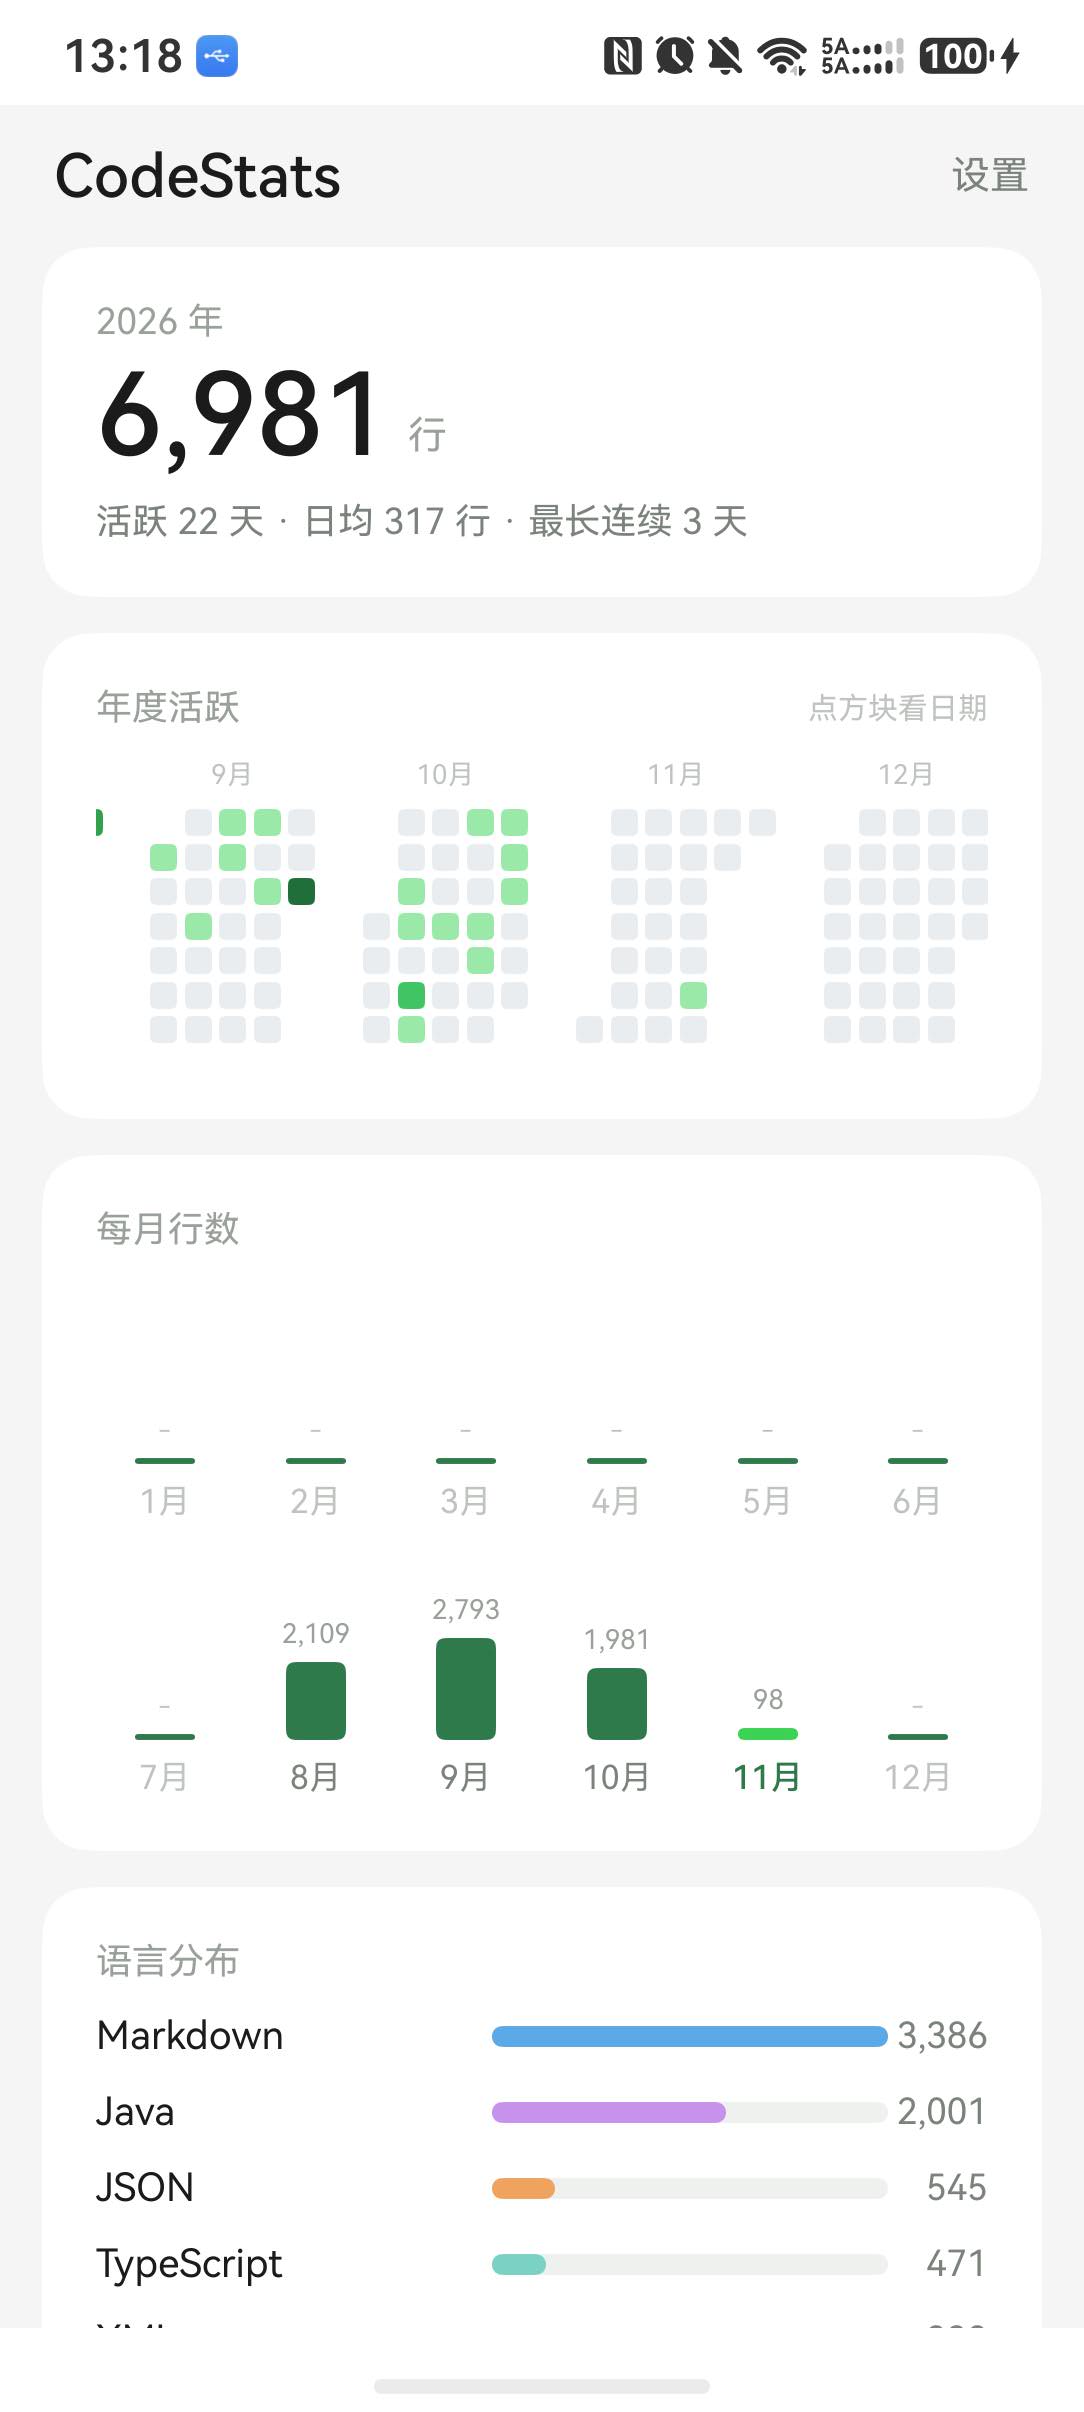 13:18
5A
5A
100
CodeStats
设置
2026 年
6,981 行
活跃 22 天 · 日均 317 行 · 最长连续 3 天
年度活跃
点方块看日期
9月 10月 11月 12月
每月行数
- - - - - -
1月 2月 3月 4月 5月 6月
- 2,109 2,793 1,981 98 -
7月 8月 9月 10月 11月 12月
语言分布
Markdown 3,386
Java 2,001
JSON 545
TypeScript 471